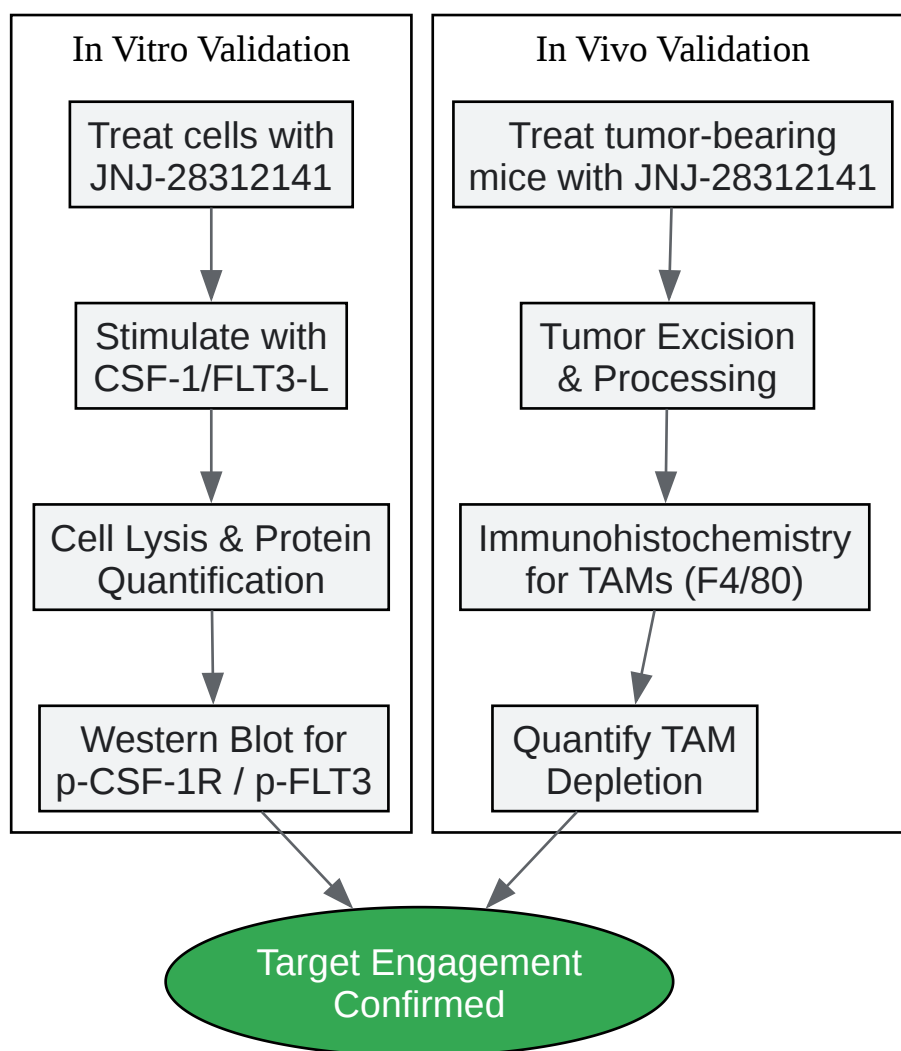 In Vitro Validation
Treat cells with
JNJ-28312141
Stimulate with
CSF-1/FLT3-L
Cell Lysis & Protein
Quantification
Western Blot for
p-CSF-1R / p-FLT3
In Vivo Validation
Treat tumor-bearing
mice with JNJ-28312141
Tumor Excision
& Processing
Immunohistochemistry
for TAMs (F4/80)
Quantify TAM
Depletion
Target Engagement
Confirmed